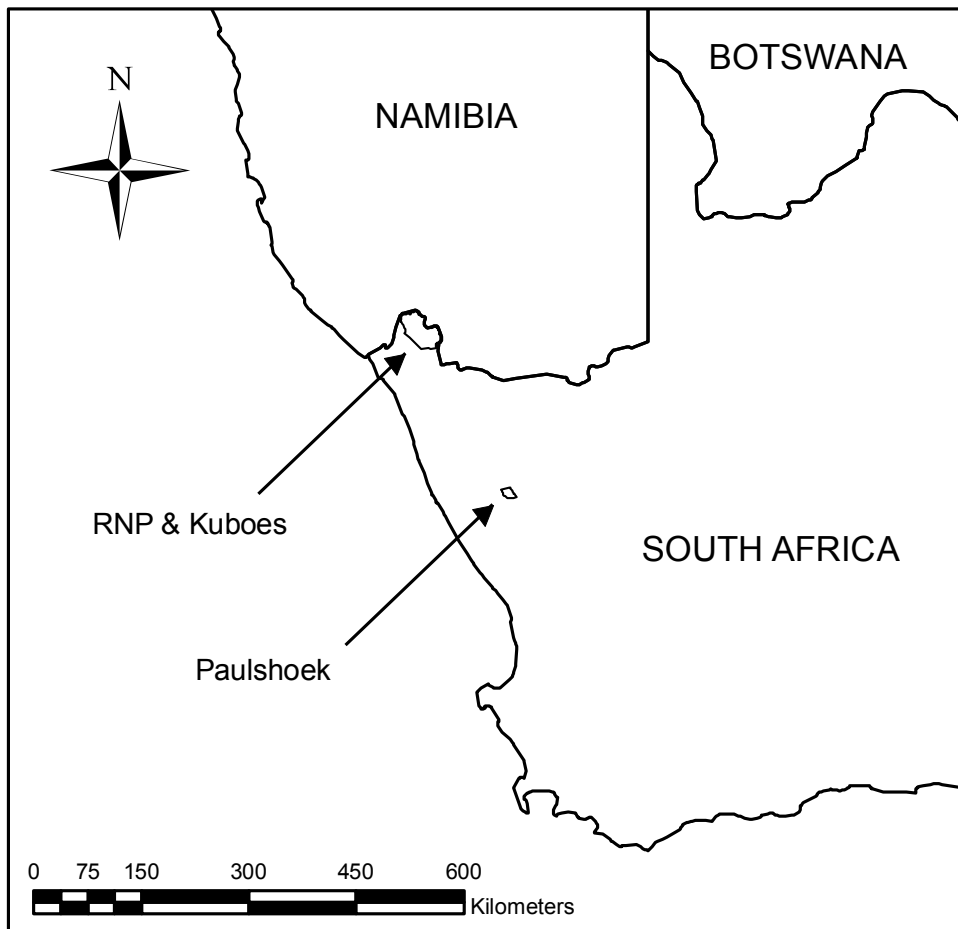 BOTSWANA
N
NAMIBIA
RNP & Kuboes
SOUTH AFRICA
Paulshoek
0 75 150 300 450 600
Kilometers